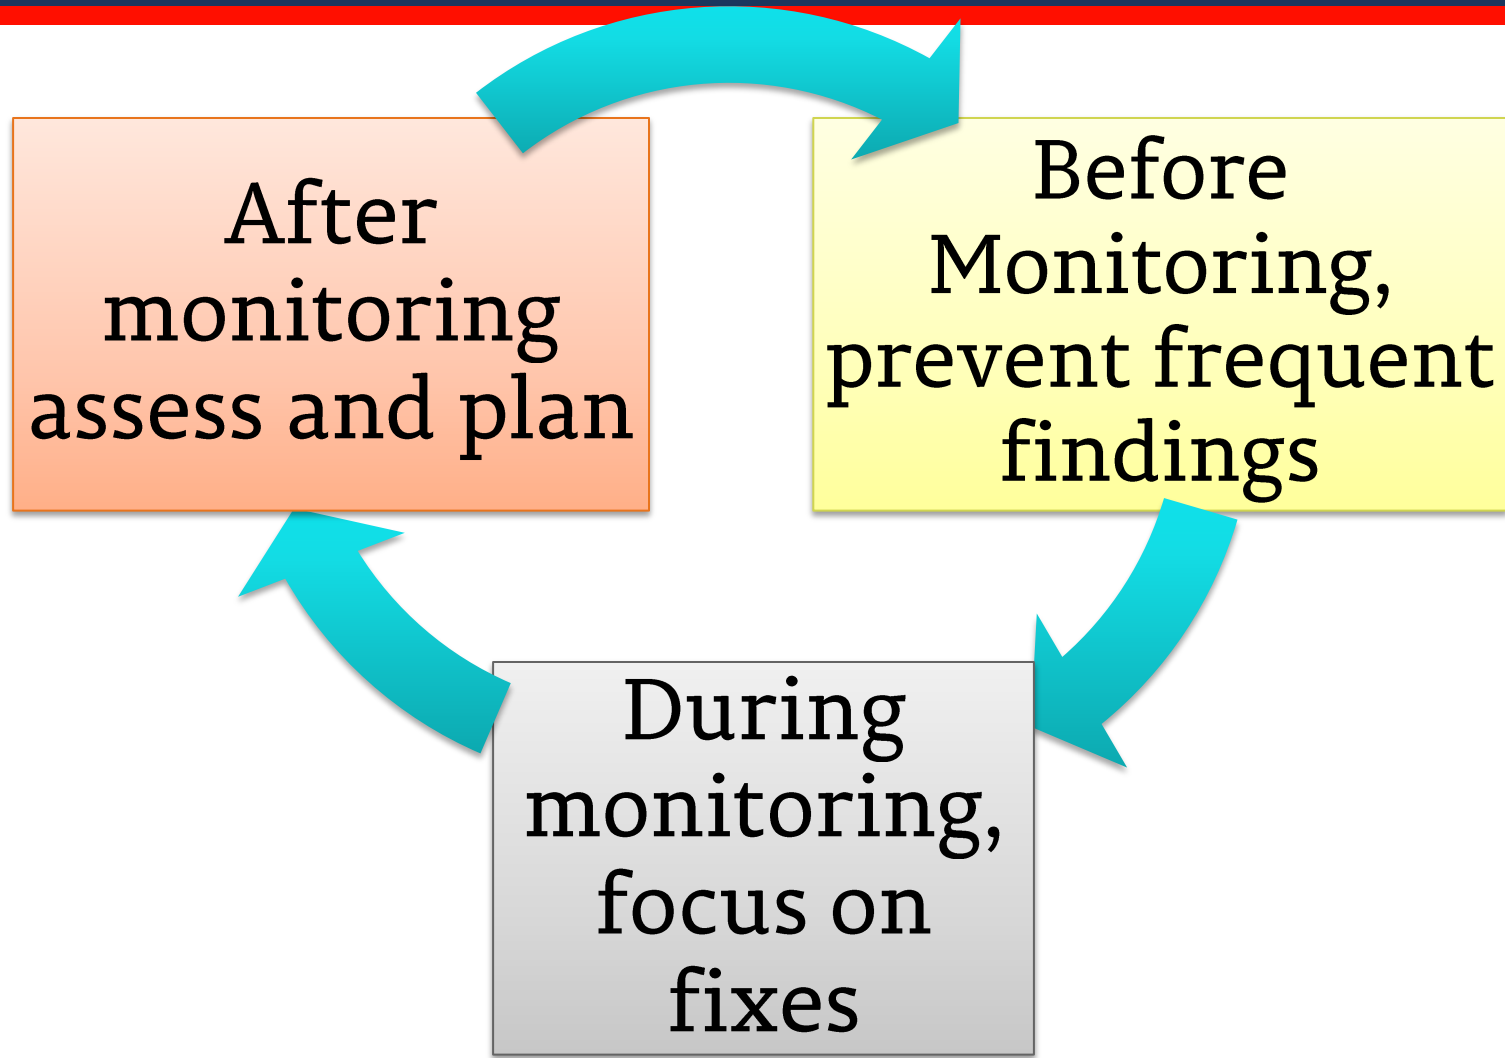 After
monitoring
assess and plan
Before
Monitoring,
prevent frequent
findings
During
monitoring,
focus on
fixes